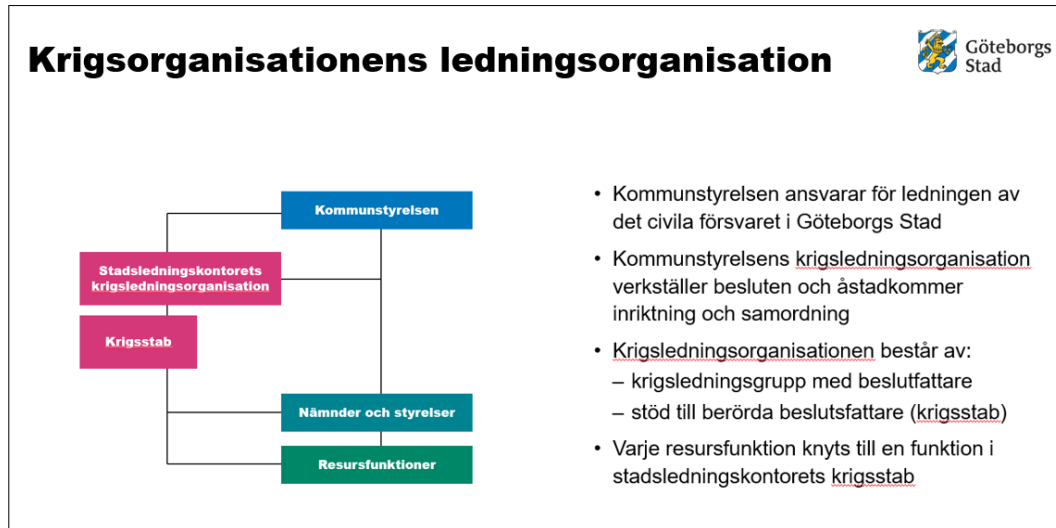 Krigsorganisationens ledningsorganisation
Göteborgs
Stad
Kommunstyrelsen
Stadsledningskontorets
krigsledningsorganisation
Krigsstab
Nämnder och styrelser
Resursfunktioner
• Kommunstyrelsen ansvarar för ledningen av
det civila försvaret i Göteborgs Stad
• Kommunstyrelsens krigsledningsorganisation
verkställer besluten och åstadkommer
inriktning och samordning
• Krigsledningsorganisationen består av:
– krigsledningsgrupp med beslutfattare
– stöd till berörda beslutsfattare (krigsstab)
• Varje resursfunktion knyts till en funktion i
stadsledningskontorets krigsstab